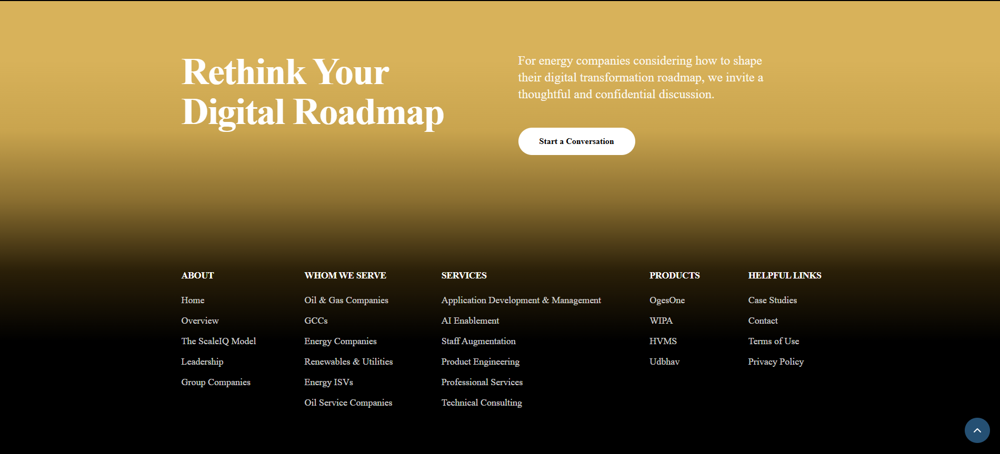 Rethink Your
Digital Roadmap
For energy companies considering how to shape
their digital transformation roadmap, we invite a
thoughtful and confidential discussion.
Start a Conversation
ABOUT
Home
Overview
The ScaleIQ Model
Leadership
Group Companies
WHOM WE SERVE
Oil & Gas Companies
GCCs
Energy Companies
Renewables & Utilities
Energy ISVs
Oil Service Companies
SERVICES
Application Development & Management
AI Enablement
Staff Augmentation
Product Engineering
Professional Services
Technical Consulting
PRODUCTS
OgesOne
WIPA
HVMS
Udbhav
HELPFUL LINKS
Case Studies
Contact
Terms of Use
Privacy Policy